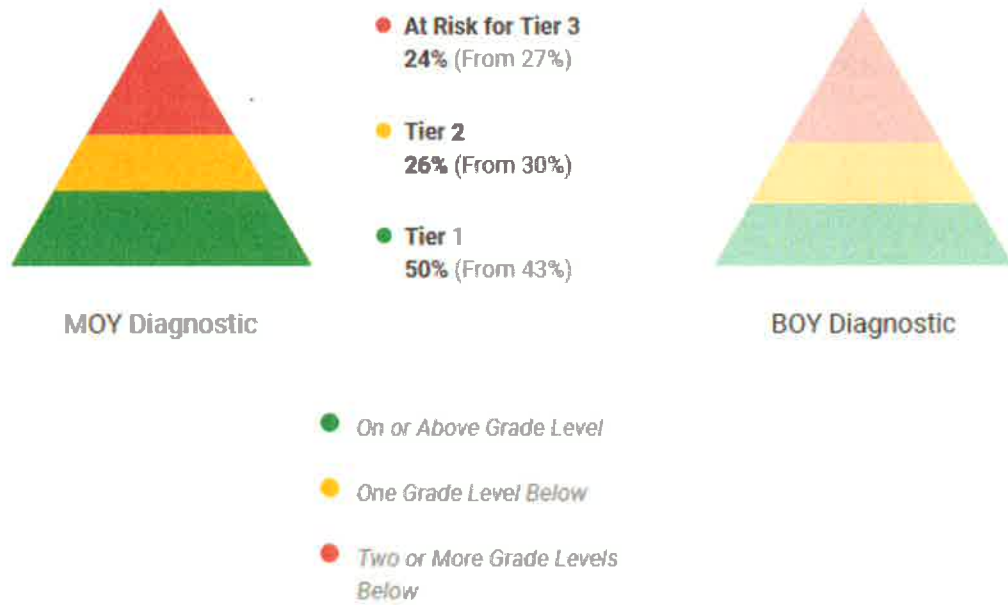 At Risk for Tier 3
24% (From 27%)
Tier 2
26% (From 30%)
Tier 1
50% (From 43%)
MOY Diagnostic
BOY Diagnostic
On or Above Grade Level
One Grade Level Below
Two or More Grade Levels
Below